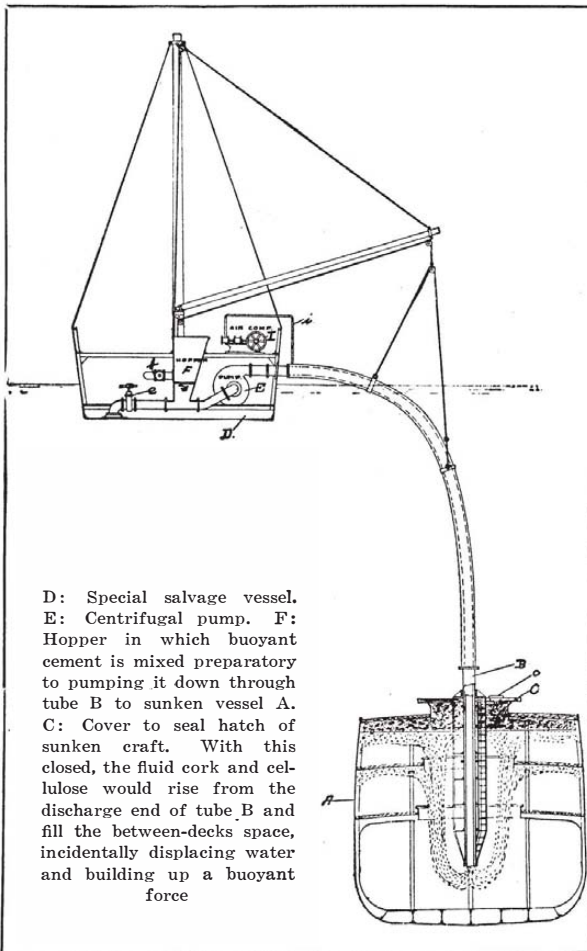 AIR COMP.
I
i
HOPPER
F
f
PUMP
E
e
D.
B
c
C
A
D: Special salvage vessel.
E: Centrifugal pump. F:
Hopper in which buoyant
cement is mixed preparatory
to pumping it down through
tube B to sunken vessel A.
C: Cover to seal hatch of
sunken craft. With this
closed, the fluid cork and cel-
lulose would rise from the
discharge end of tube B and
fill the between-decks space,
incidentally displacing water
and building up a buoyant
force